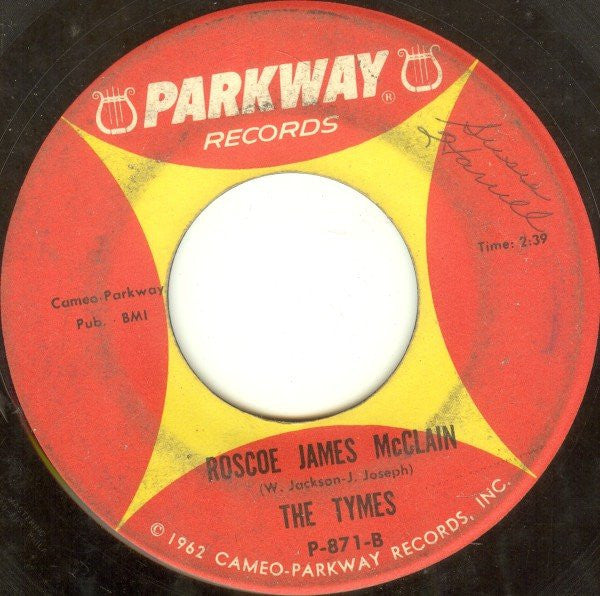 PARKWAY ®
RECORDS
Time: 2:39
Cameo-Parkway
Pub. - BMI
ROSCOE JAMES McCLAIN
(W. Jackson-J. Joseph)
THE TYMES
P-871-B
© 1962 CAMEO-PARKWAY RECORDS, INC.